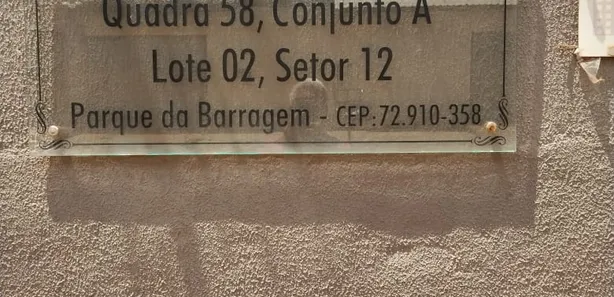 Quadra 58, Conjunto A
Lote 02, Setor 12
Parque da Barragem - CEP:72.910-358